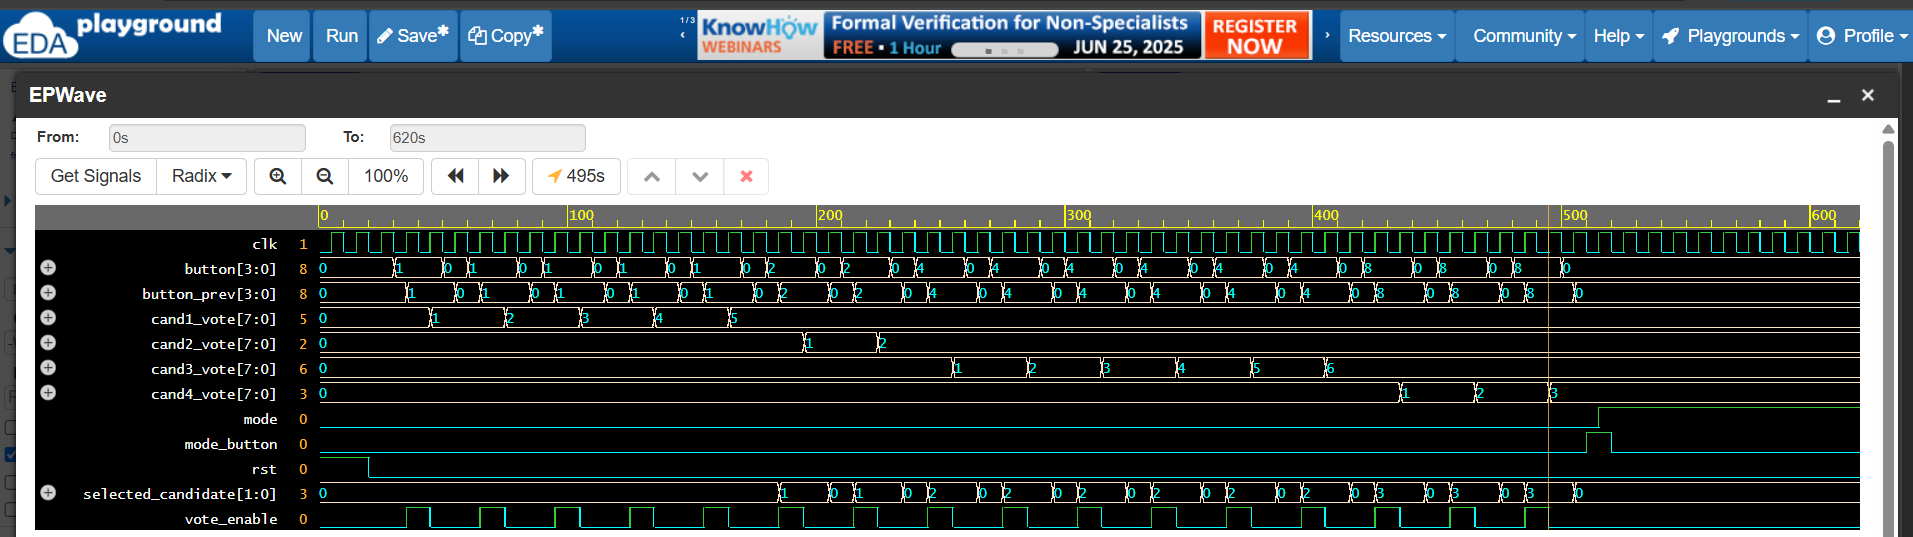 EDA playground
New Run Save* Copy*
1 / 3
‹
KnowHow
WEBINARS
Formal Verification for Non-Specialists
FREE • 1 Hour JUN 25, 2025
REGISTER
NOW
›
Resources Community Help Playgrounds Profile
EPWave
From: 0s To: 620s
Get Signals Radix 100% 495s
0 100 200 300 400 500 600
clk 1
button[3:0] 8 0 1 0 1 0 1 0 1 0 1 0 2 0 2 0 4 0 4 0 4 0 4 0 4 0 4 0 8 0 8 0 8 0
button_prev[3:0] 8 0 1 0 1 0 1 0 1 0 1 0 2 0 2 0 4 0 4 0 4 0 4 0 4 0 4 0 8 0 8 0 8 0
cand1_vote[7:0] 5 0 1 2 3 4 5
cand2_vote[7:0] 2 0 1 2
cand3_vote[7:0] 6 0 1 2 3 4 5 6
cand4_vote[7:0] 3 0 1 2 3
mode 0
mode_button 0
rst 0
selected_candidate[1:0] 3 0 1 0 1 0 2 0 2 0 2 0 2 0 2 0 2 0 3 0 3 0 3 0
vote_enable 0